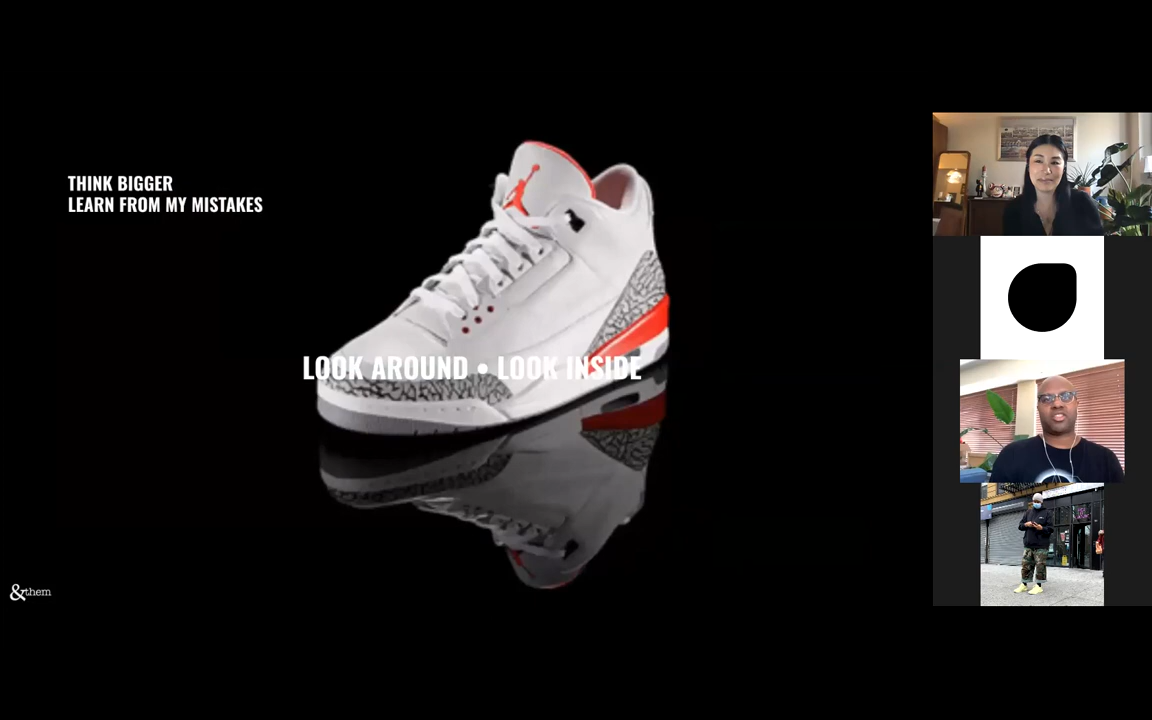 THINK BIGGER
LEARN FROM MY MISTAKES
LOOK AROUND • LOOK INSIDE
&them